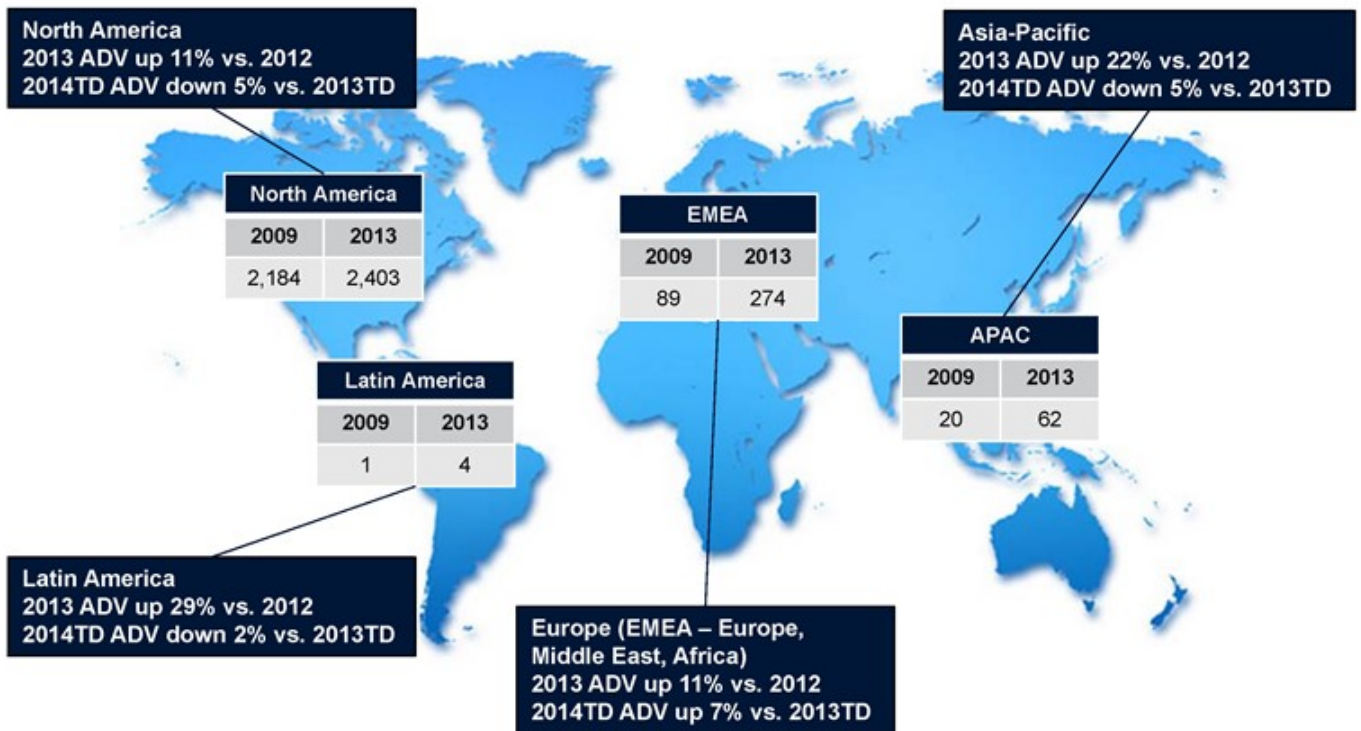 North America
2013 ADV up 11% vs. 2012
2014TD ADV down 5% vs. 2013TD
Asia-Pacific
2013 ADV up 22% vs. 2012
2014TD ADV down 5% vs. 2013TD
North America
2009 2013
2,184 2,403
EMEA
2009 2013
89 274
APAC
2009 2013
20 62
Latin America
2009 2013
1 4
Latin America
2013 ADV up 29% vs. 2012
2014TD ADV down 2% vs. 2013TD
Europe (EMEA – Europe,
Middle East, Africa)
2013 ADV up 11% vs. 2012
2014TD ADV up 7% vs. 2013TD